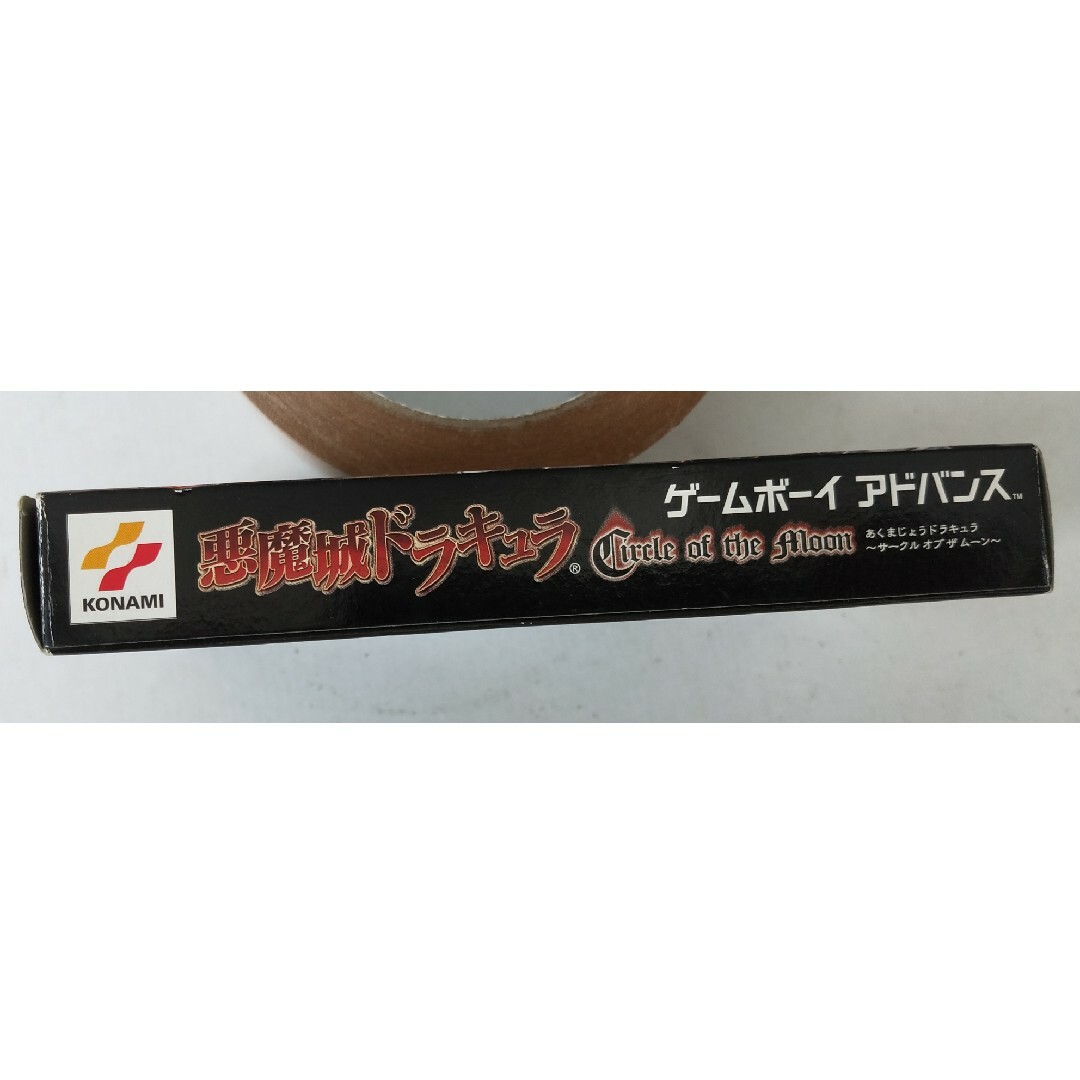 KONAMI
悪魔城ドラキュラ®
Circle of the Moon
ゲームボーイ アドバンス™
あくまじょうドラキュラ
〜サークル オブ ザ ムーン〜